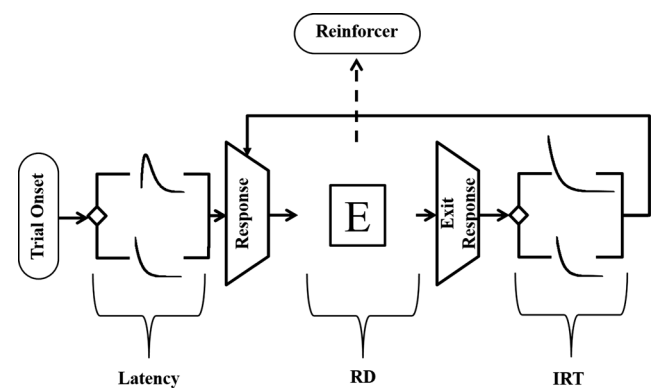 Reinforcer
Trial Onset
Response
E
Exit
Response
Latency
RD
IRT